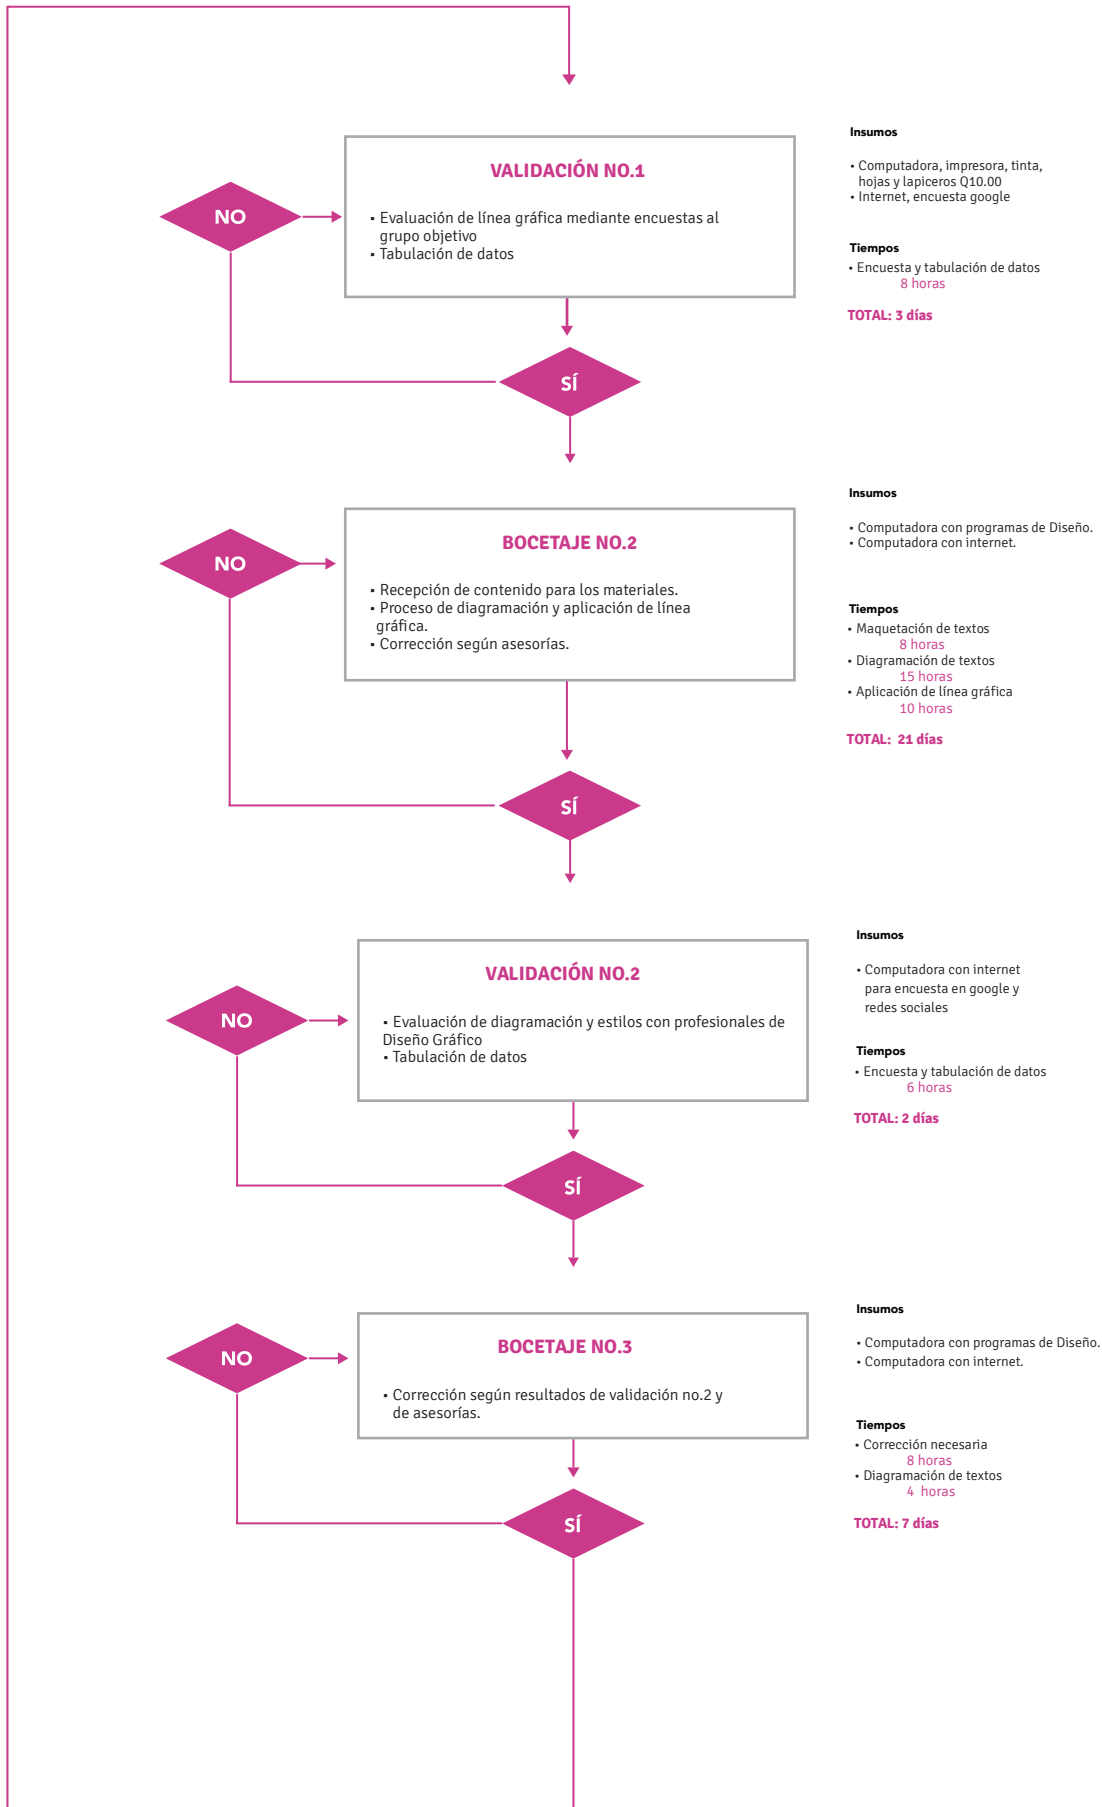 Insumos
VALIDACIÓN NO.1
• Computadora, impresora, tinta,
hojas y lapiceros Q10.00
• Internet, encuesta google
NO
• Evaluación de línea gráfica mediante encuestas al
grupo objetivo
• Tabulación de datos
Tiempos
• Encuesta y tabulación de datos
8 horas
TOTAL: 3 días
SÍ
Insumos
BOCETAJE NO.2
• Computadora con programas de Diseño.
• Computadora con internet.
NO
• Recepción de contenido para los materiales.
• Proceso de diagramación y aplicación de línea
gráfica.
• Corrección según asesorías.
Tiempos
• Maquetación de textos
8 horas
• Diagramación de textos
15 horas
• Aplicación de línea gráfica
10 horas
TOTAL: 21 días
SÍ
Insumos
VALIDACIÓN NO.2
• Computadora con internet
para encuesta en google y
redes sociales
NO
• Evaluación de diagramación y estilos con profesionales de
Diseño Gráfico
• Tabulación de datos
Tiempos
• Encuesta y tabulación de datos
6 horas
TOTAL: 2 días
SÍ
Insumos
BOCETAJE NO.3
• Computadora con programas de Diseño.
• Computadora con internet.
NO
• Corrección según resultados de validación no.2 y
de asesorías.
Tiempos
• Corrección necesaria
8 horas
• Diagramación de textos
4 horas
TOTAL: 7 días
SÍ